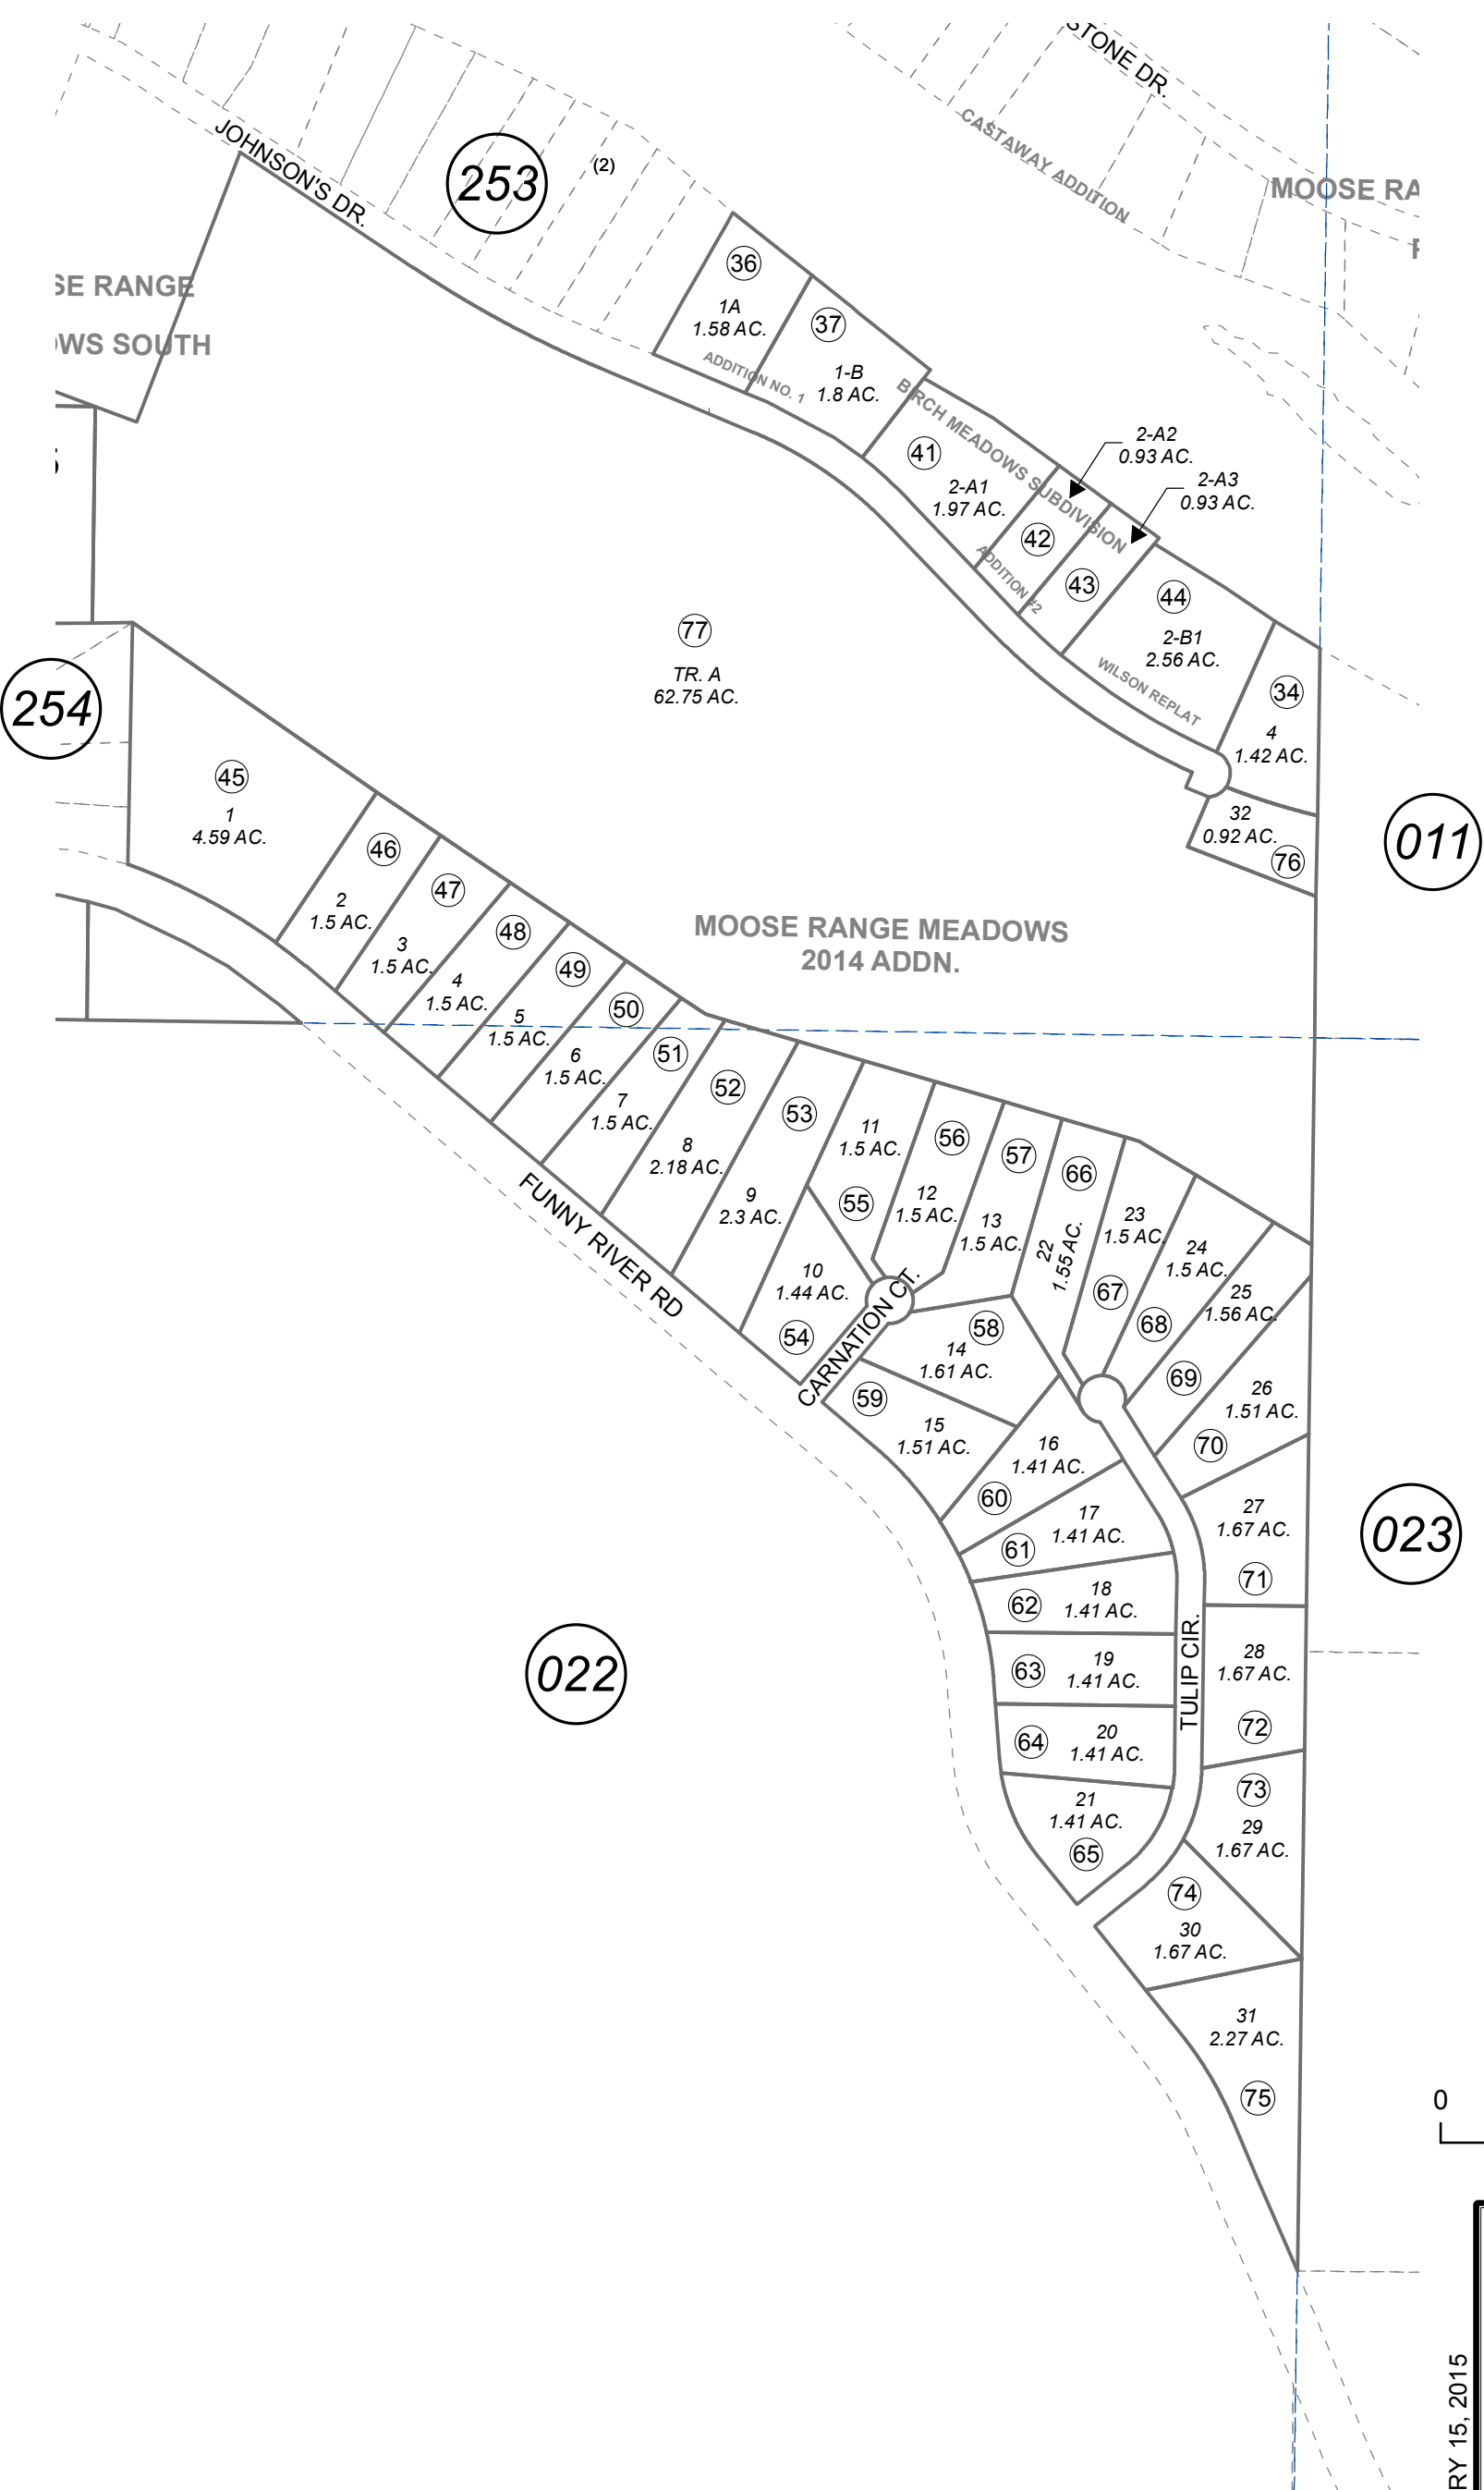 STONE DR.
CASTAWAY ADDITION
MOOSE RA
JOHNSON'S DR.
253
(2)
SE RANGE
OWS SOUTH
36
1A
1.58 AC.
ADDITION NO. 1
37
1-B
1.8 AC.
BIRCH MEADOWS SUBDIVISION
41
2-A1
1.97 AC.
2-A2
0.93 AC.
2-A3
0.93 AC.
42
ADDITION #2
43
44
2-B1
2.56 AC.
WILSON REPLAT
34
4
1.42 AC.
32
0.92 AC.
76
011
77
TR. A
62.75 AC.
254
45
1
4.59 AC.
46
2
1.5 AC.
47
3
1.5 AC.
48
4
1.5 AC.
49
5
1.5 AC.
50
6
1.5 AC.
51
7
1.5 AC.
52
8
2.18 AC.
53
9
2.3 AC.
MOOSE RANGE MEADOWS
2014 ADDN.
FUNNY RIVER RD
10
1.44 AC.
54
11
1.5 AC.
55
56
12
1.5 AC.
57
13
1.5 AC.
CARNATION CT.
58
14
1.61 AC.
59
15
1.51 AC.
16
1.41 AC.
60
17
1.41 AC.
61
62
18
1.41 AC.
63
19
1.41 AC.
64
20
1.41 AC.
21
1.41 AC.
65
66
22
1.55 AC.
23
1.5 AC.
67
24
1.5 AC.
68
25
1.56 AC.
69
26
1.51 AC.
70
27
1.67 AC.
71
TULIP CIR.
28
1.67 AC.
72
73
29
1.67 AC.
74
30
1.67 AC.
31
2.27 AC.
75
023
022
0
RY 15, 2015